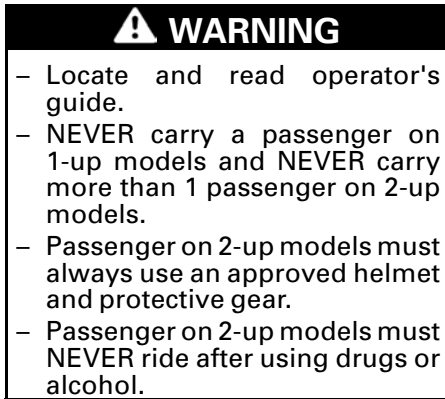 WARNING
– Locate and read operator's
guide.
– NEVER carry a passenger on
1-up models and NEVER carry
more than 1 passenger on 2-up
models.
– Passenger on 2-up models must
always use an approved helmet
and protective gear.
– Passenger on 2-up models must
NEVER ride after using drugs or
alcohol.